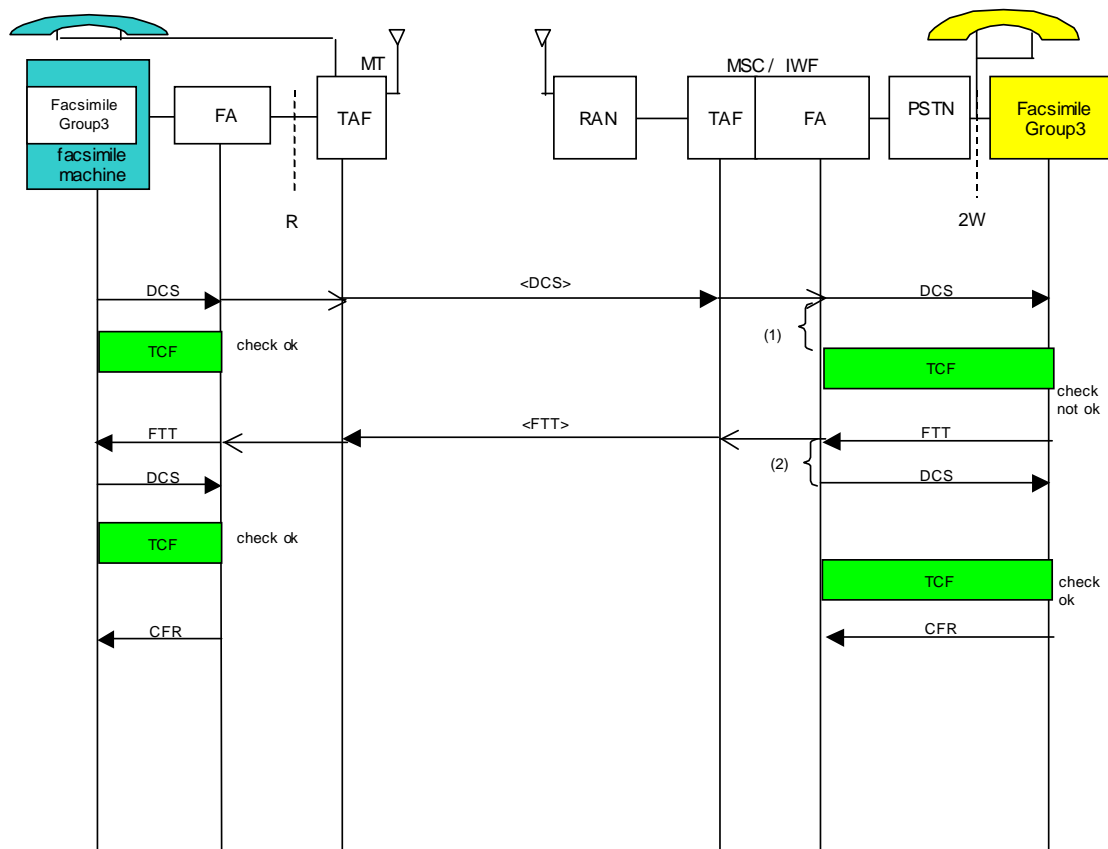 MT
MSC / IWF
Facsimile
Group3
facsimile
machine
FA
TAF
RAN
TAF
FA
PSTN
Facsimile
Group3
R
2W
DCS
<DCS>
DCS
(1)
TCF
check ok
TCF
check
not ok
FTT
<FTT>
FTT
(2)
DCS
DCS
TCF
check ok
TCF
check
ok
CFR
CFR